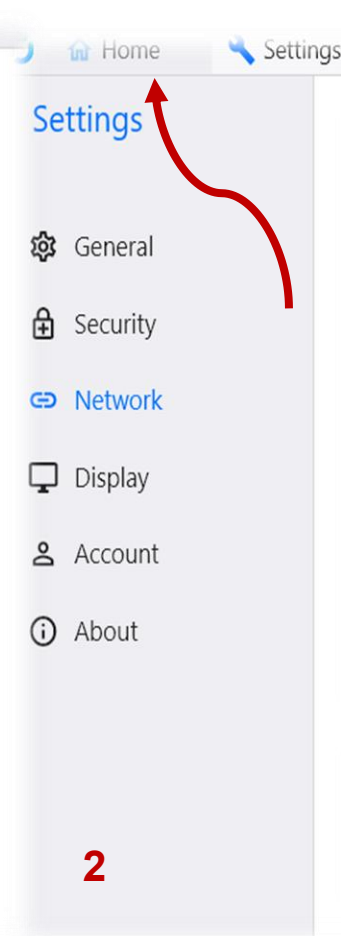 Home Settings
Settings
General
Security
Network
Display
Account
About
2